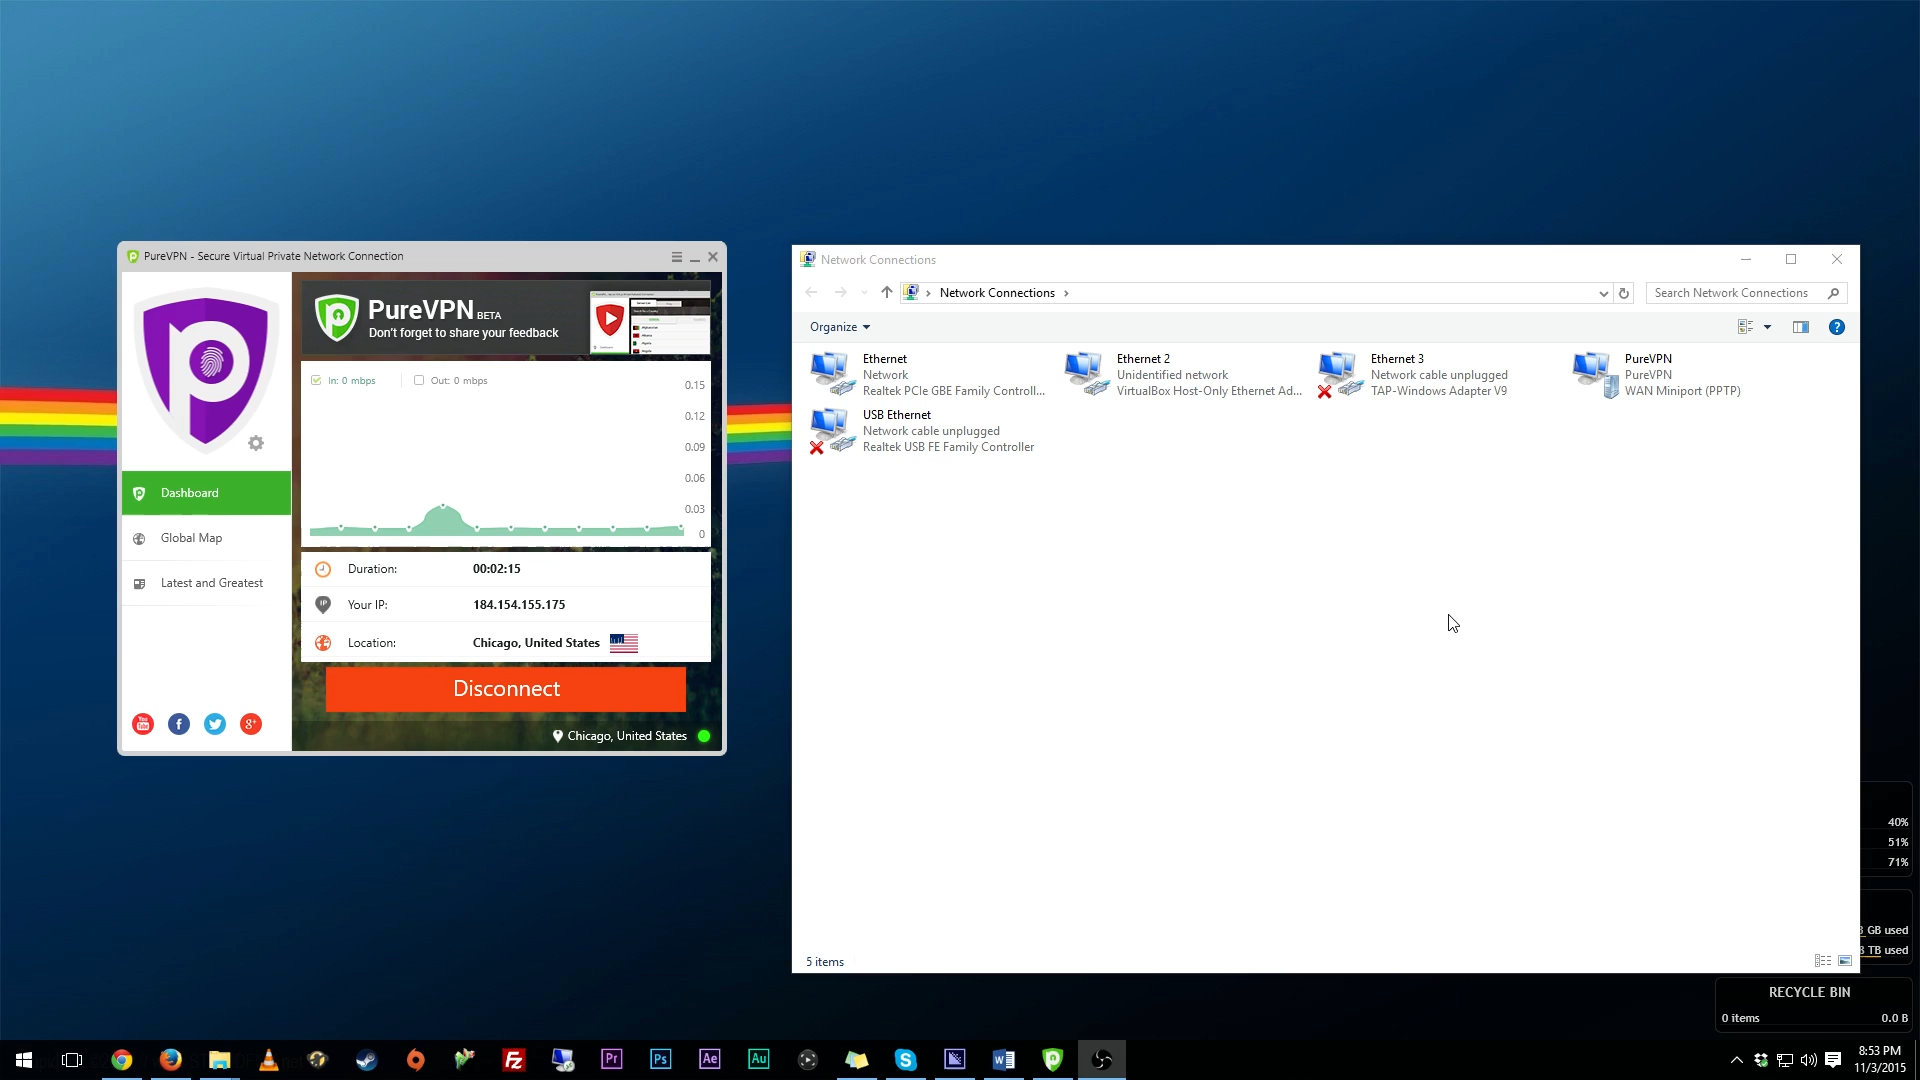 PureVPN - Secure Virtual Private Network Connection
PureVPN BETA
Don't forget to share your feedback
In: 0 mbps
Out: 0 mbps
0.15
0.12
0.09
0.06
0.03
0
Dashboard
Global Map
Latest and Greatest
Duration:
00:02:15
Your IP:
184.154.155.175
Location:
Chicago, United States
Disconnect
Chicago, United States
Network Connections
Network Connections
Search Network Connections
Organize
Ethernet
Network
Realtek PCIe GBE Family Controll...
Ethernet 2
Unidentified network
VirtualBox Host-Only Ethernet Ad...
Ethernet 3
Network cable unplugged
TAP-Windows Adapter V9
PureVPN
PureVPN
WAN Miniport (PPTP)
USB Ethernet
Network cable unplugged
Realtek USB FE Family Controller
5 items
40%
51%
71%
GB used
TB used
RECYCLE BIN
0 items
0.0 B
Pr
Ps
Ae
Au
8:53 PM
11/3/2015